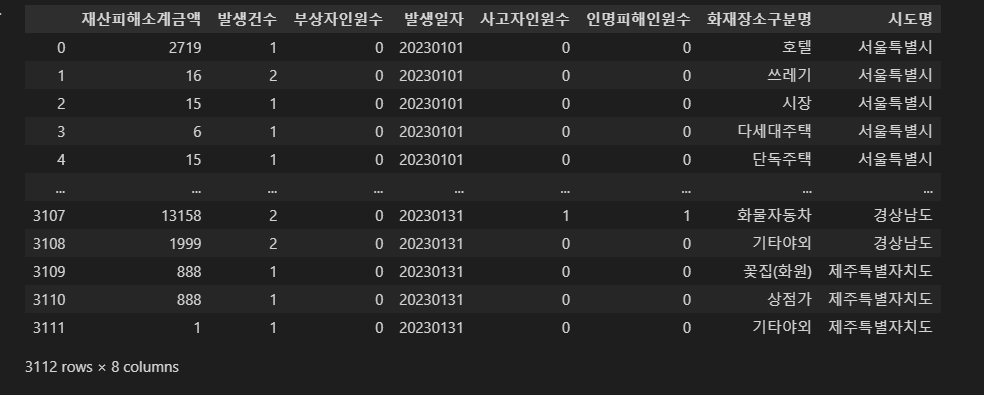 재산피해소계금액 발생건수 부상자인원수 발생일자 사고자인원수 인명피해인원수 화재장소구분명 시도명
0 2719 1 0 20230101 0 0 호텔 서울특별시
1 16 2 0 20230101 0 0 쓰레기 서울특별시
2 15 1 0 20230101 0 0 시장 서울특별시
3 6 1 0 20230101 0 0 다세대주택 서울특별시
4 15 1 0 20230101 0 0 단독주택 서울특별시
... ... ... ... ... ... ... ... ...
3107 13158 2 0 20230131 1 1 화물자동차 경상남도
3108 1999 2 0 20230131 0 0 기타야외 경상남도
3109 888 1 0 20230131 0 0 꽃집(화원) 제주특별자치도
3110 888 1 0 20230131 0 0 상점가 제주특별자치도
3111 1 1 0 20230131 0 0 기타야외 제주특별자치도
3112 rows × 8 columns